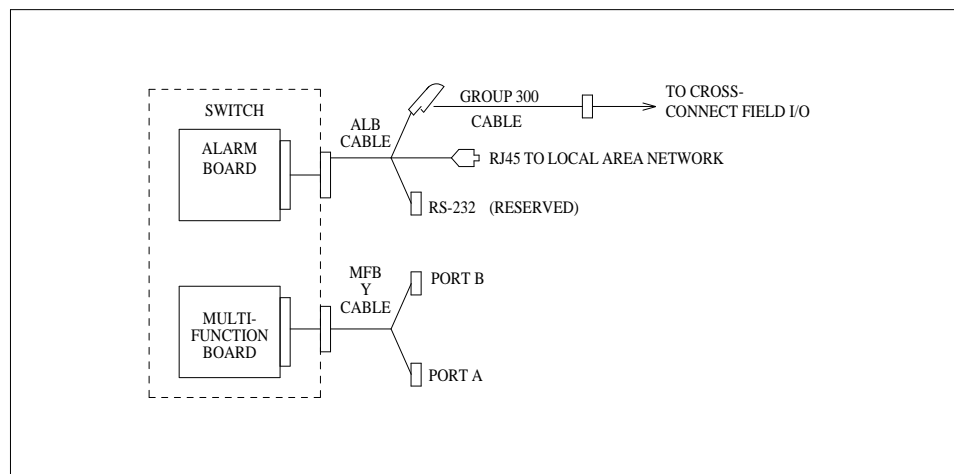 SWITCH
ALARM
BOARD
ALB
CABLE
GROUP 300
CABLE
TO CROSS-
CONNECT FIELD I/O
RJ45 TO LOCAL AREA NETWORK
RS-232 (RESERVED)
MULTI-
FUNCTION
BOARD
MFB
Y
CABLE
PORT B
PORT A